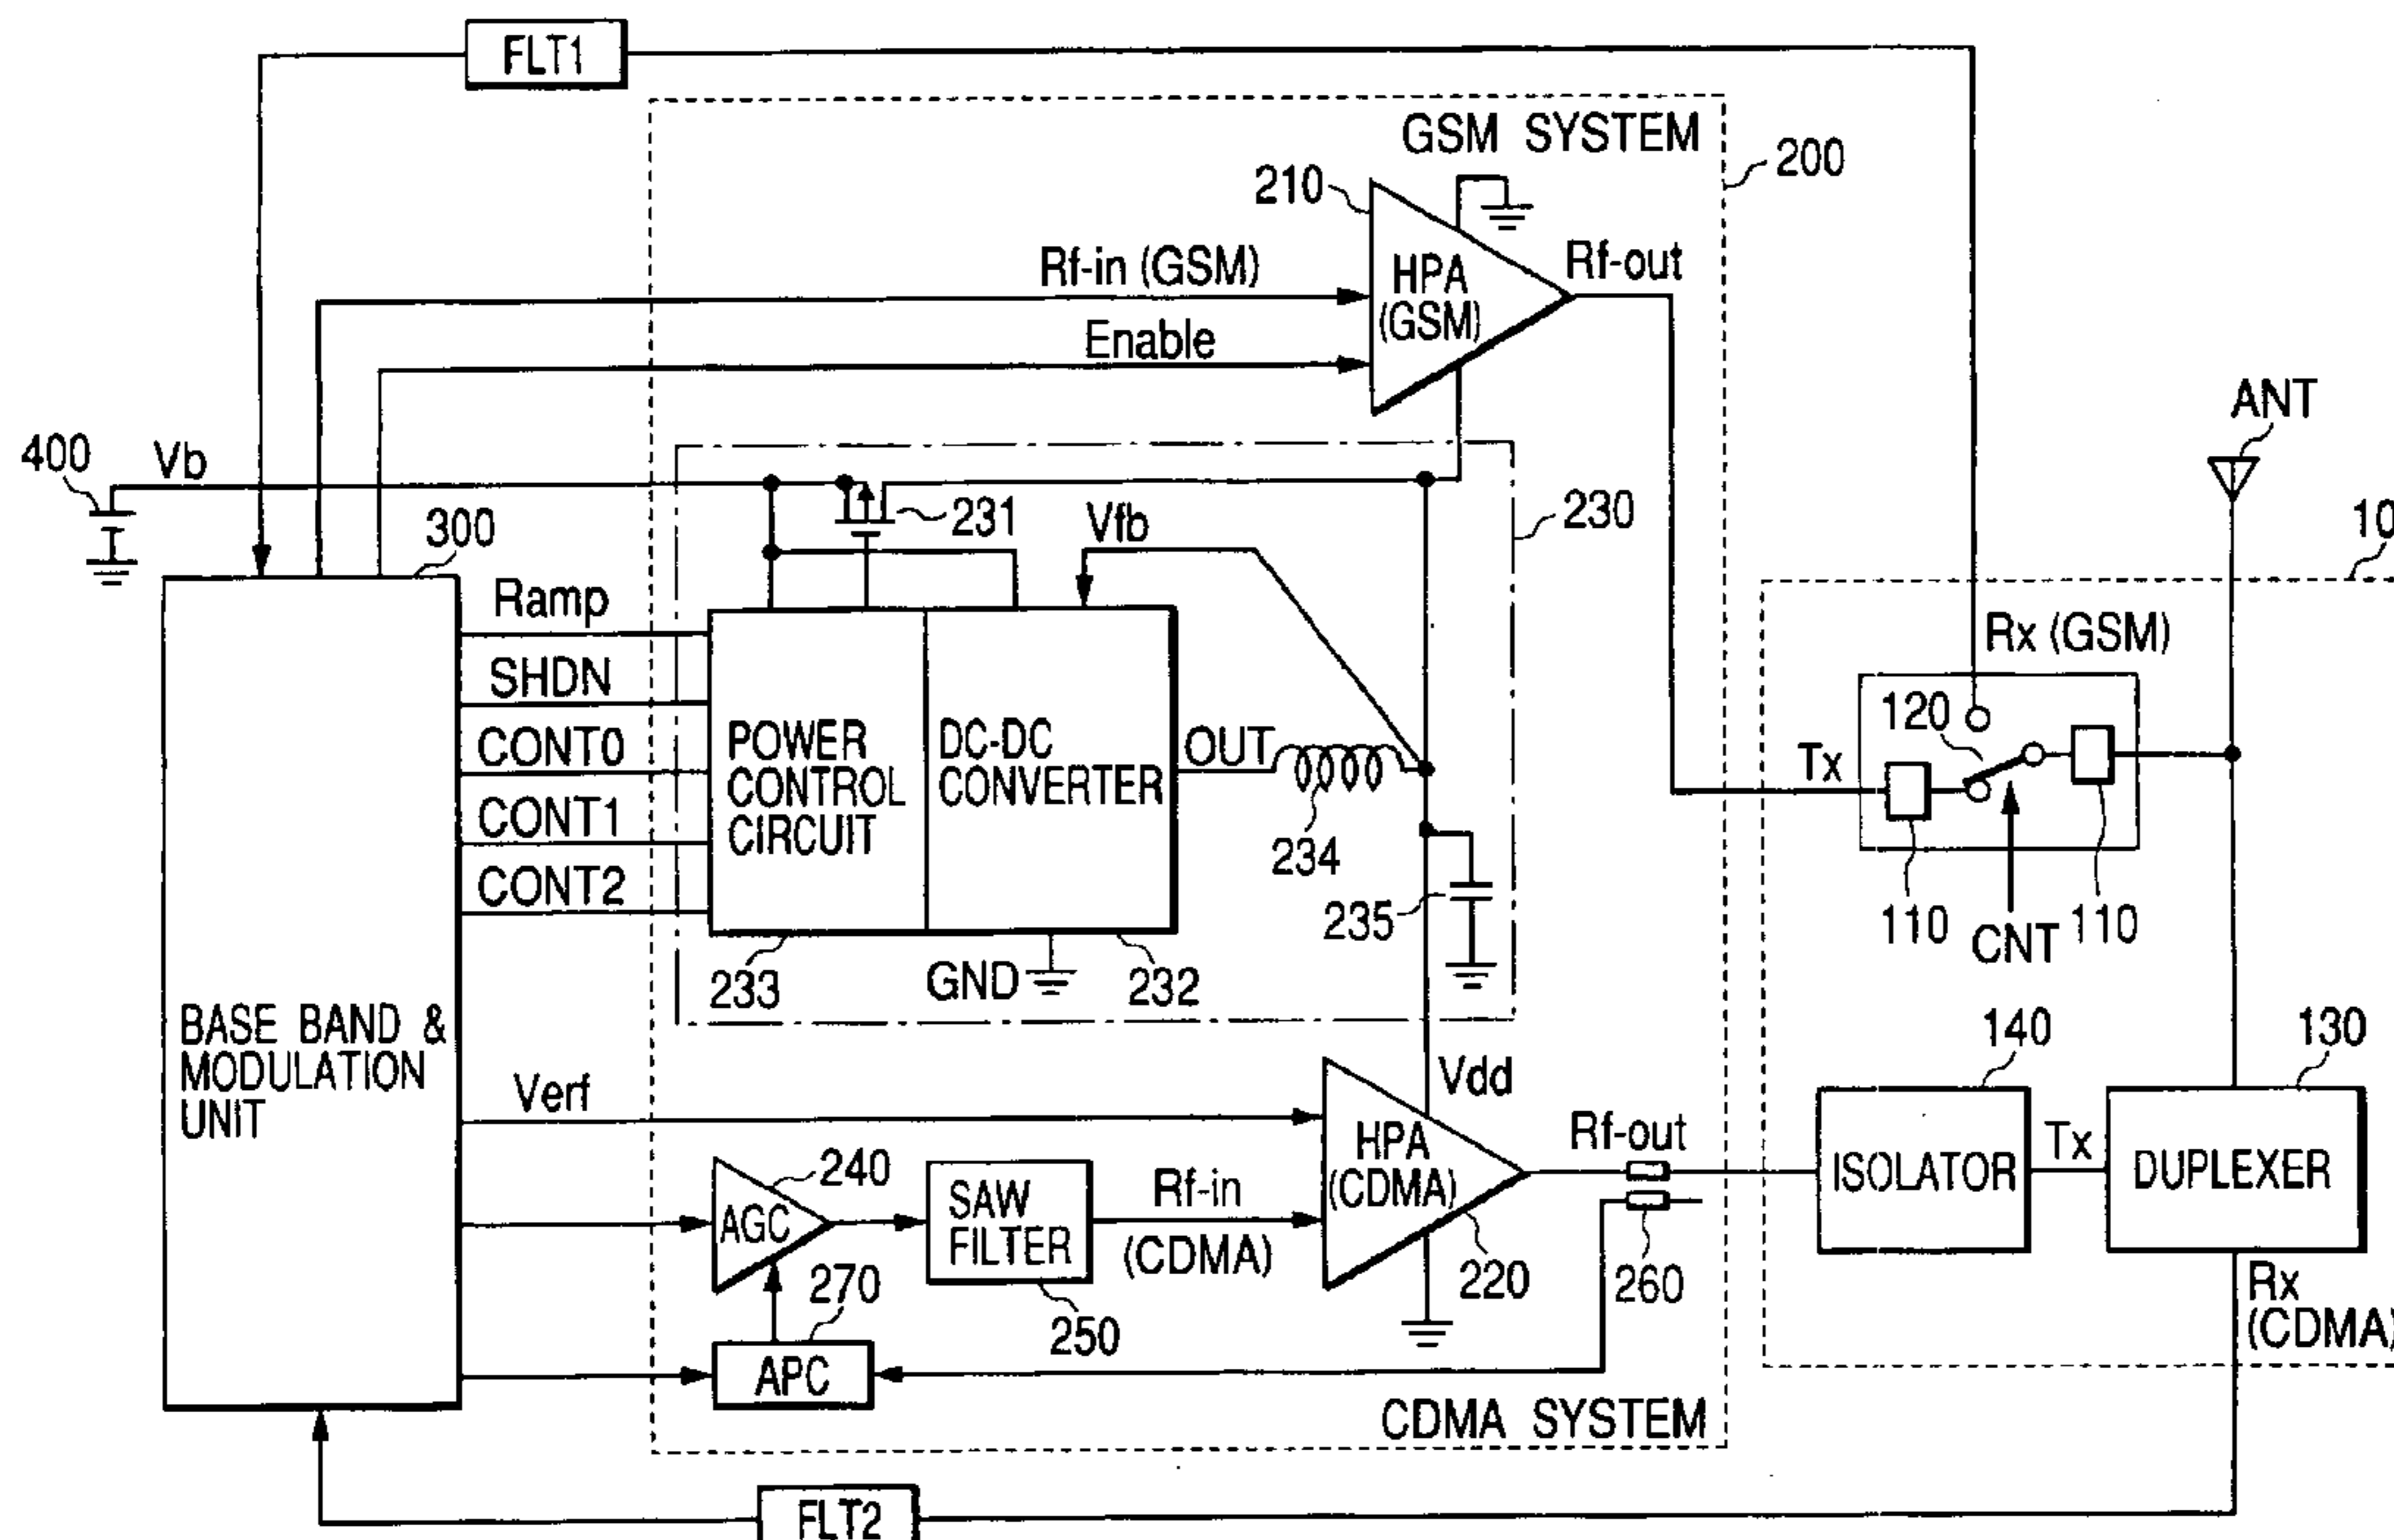 FLT1
GSM SYSTEM
200
210
Rf-in (GSM)
HPA
(GSM)
Rf-out
Enable
ANT
400
Vb
300
231
Vfb
230
10
Ramp
SHDN
CONT0
CONT1
CONT2
POWER
CONTROL
CIRCUIT
DC-DC
CONVERTER
OUT
234
235
Rx (GSM)
120
Tx
110
CNT
110
233
GND
232
BASE BAND &
MODULATION
UNIT
Verf
Vdd
HPA
(CDMA)
Rf-out
140
130
ISOLATOR
Tx
DUPLEXER
240
AGC
SAW
FILTER
Rf-in
(CDMA)
270
250
220
260
Rx
(CDMA)
APC
CDMA SYSTEM
FLT2